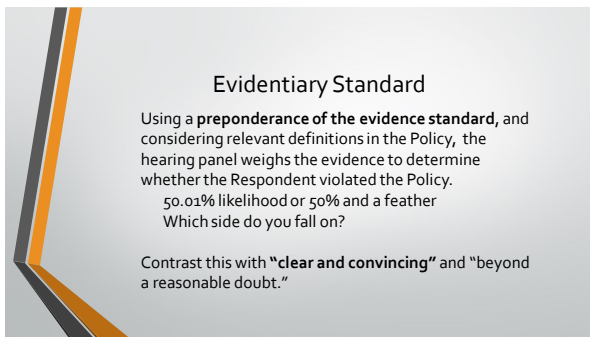 Evidentiary Standard
Using a preponderance of the evidence standard, and
considering relevant definitions in the Policy, the
hearing panel weighs the evidence to determine
whether the Respondent violated the Policy.
50.01% likelihood or 50% and a feather
Which side do you fall on?
Contrast this with “clear and convincing” and “beyond
a reasonable doubt.”